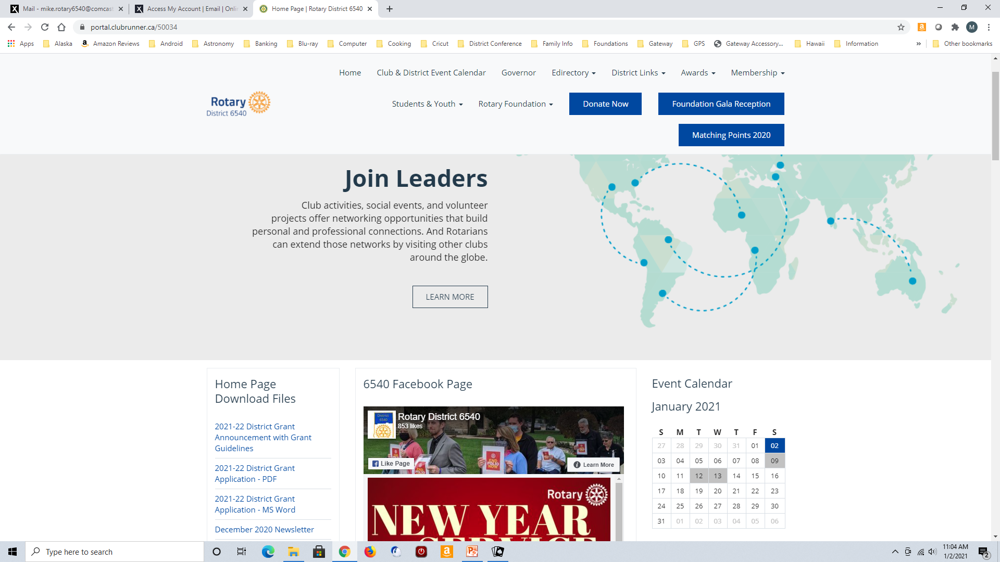 Mail - mike.rotary6540@comcast
Access My Account | Email | Onli
Home Page | Rotary District 6540
portal.clubrunner.ca/50034
M
Apps
Alaska
Amazon Reviews
Android
Astronomy
Banking
Blu-ray
Computer
Cooking
Cricut
District Conference
Family Info
Foundations
Gateway
GPS
Gateway Accessory...
Hawaii
Information
»
Other bookmarks
Home
Club & District Event Calendar
Governor
Edirectory
District Links
Awards
Membership
Rotary
District 6540
Students & Youth
Rotary Foundation
Donate Now
Foundation Gala Reception
Matching Points 2020
Join Leaders
Club activities, social events, and volunteer
projects offer networking opportunities that build
personal and professional connections. And Rotarians
can extend those networks by visiting other clubs
around the globe.
LEARN MORE
Home Page
Download Files
2021-22 District Grant
Announcement with Grant
Guidelines
2021-22 District Grant
Application - PDF
2021-22 District Grant
Application - MS Word
December 2020 Newsletter
6540 Facebook Page
District
6540
Rotary District 6540
853 likes
Like Page
Learn More
END
POLIO
NOW
Rotary
NEW YEAR
SERVICE
Event Calendar
January 2021
S M T W T F S
27 28 29 30 31 01 02
03 04 05 06 07 08 09
10 11 12 13 14 15 16
17 18 19 20 21 22 23
24 25 26 27 28 29 30
31 01 02 03 04 05 06
Type here to search
11:04 AM
1/2/2021
2